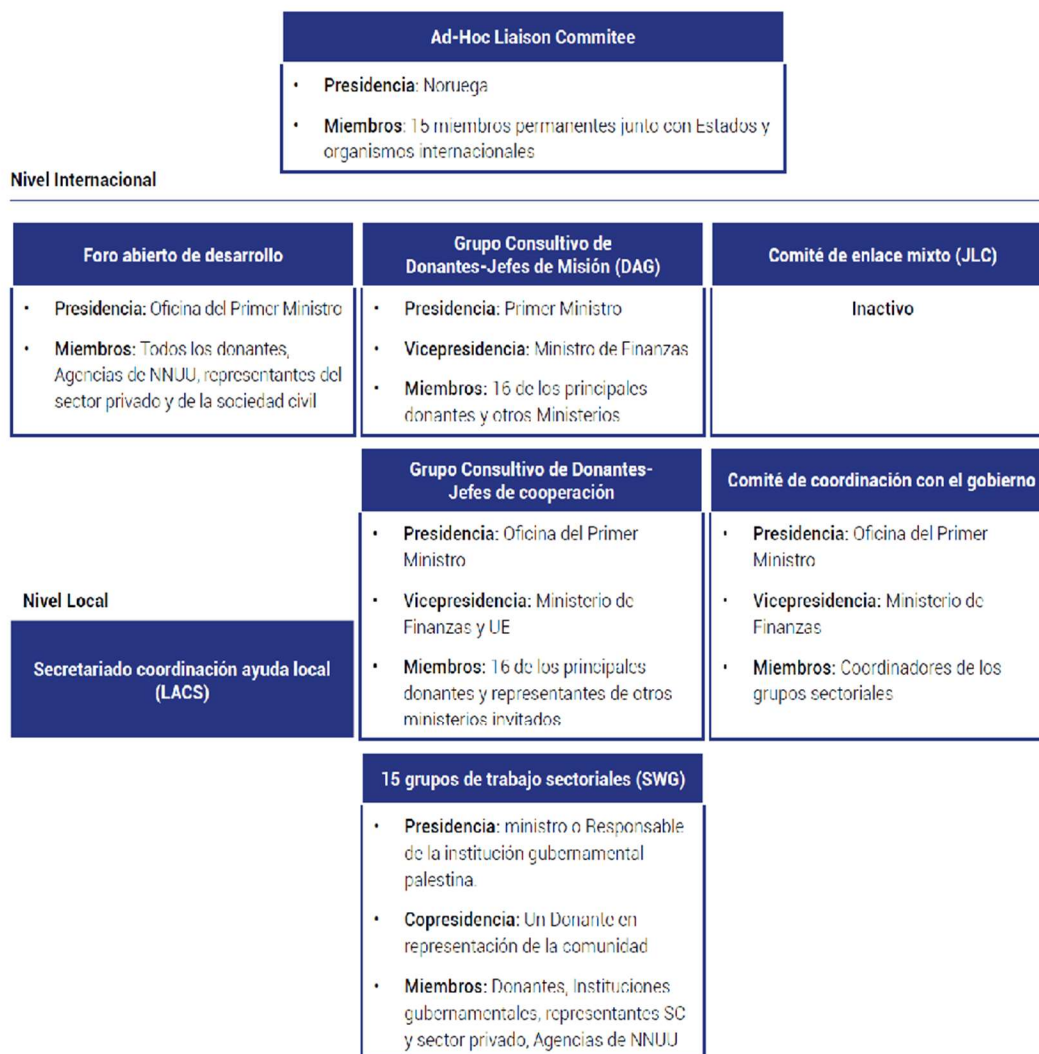 Ad-Hoc Liaison Commitee
• Presidencia: Noruega
• Miembros: 15 miembros permanentes junto con Estados y
organismos internacionales
Nivel Internacional
Foro abierto de desarrollo
• Presidencia: Oficina del Primer Ministro
• Miembros: Todos los donantes,
Agencias de NNUU, representantes del
sector privado y de la sociedad civil
Grupo Consultivo de
Donantes-Jefes de Misión (DAG)
• Presidencia: Primer Ministro
• Vicepresidencia: Ministro de Finanzas
• Miembros: 16 de los principales
donantes y otros Ministerios
Comité de enlace mixto (JLC)
Inactivo
Nivel Local
Secretariado coordinación ayuda local
(LACS)
Grupo Consultivo de Donantes-
Jefes de cooperación
• Presidencia: Oficina del Primer
Ministro
• Vicepresidencia: Ministerio de
Finanzas y UE
• Miembros: 16 de los principales
donantes y representantes de otros
ministerios invitados
Comité de coordinación con el gobierno
• Presidencia: Oficina del Primer
Ministro
• Vicepresidencia: Ministerio de
Finanzas
• Miembros: Coordinadores de los
grupos sectoriales
15 grupos de trabajo sectoriales (SWG)
• Presidencia: ministro o Responsable
de la institución gubernamental
palestina.
• Copresidencia: Un Donante en
representación de la comunidad
• Miembros: Donantes, Instituciones
gubernamentales, representantes SC
y sector privado, Agencias de NNUU